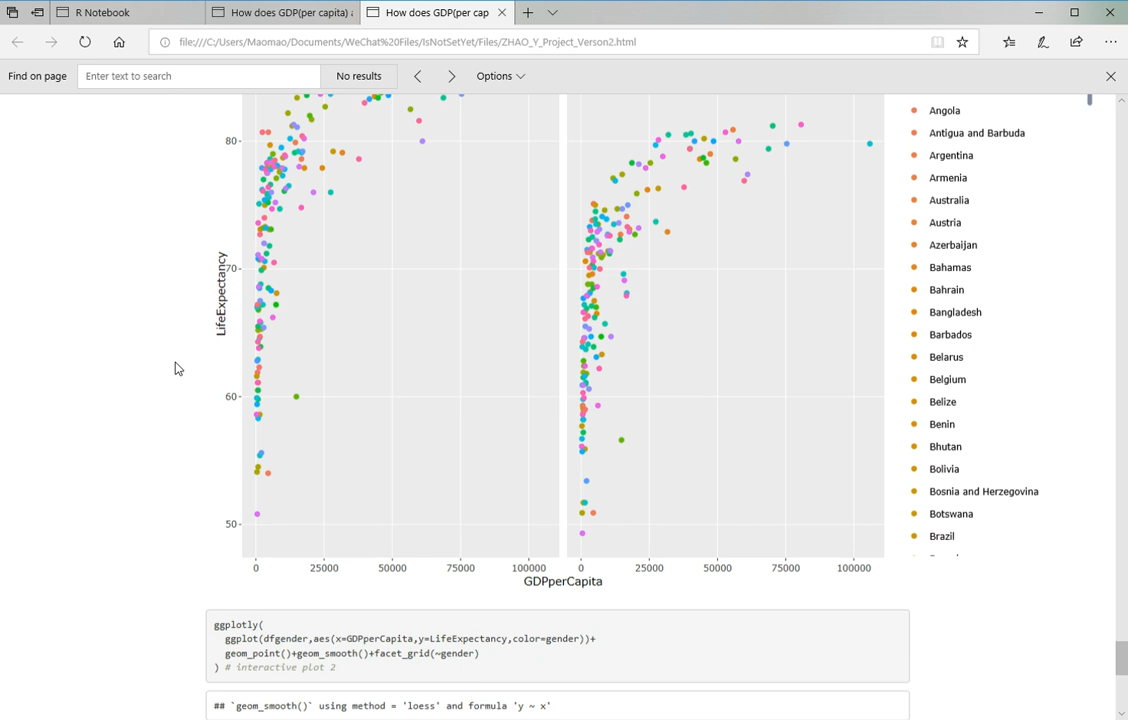 R Notebook
How does GDP(per capita) a
How does GDP(per cap
file:///C:/Users/Maomao/Documents/WeChat%20Files/IsNotSetYet/Files/ZHAO_Y_Project_Verson2.html
Find on page
Enter text to search
No results
Options
LifeExpectancy
80
70
60
50
0 25000 50000 75000 100000
0 25000 50000 75000 100000
GDPperCapita
Angola
Antigua and Barbuda
Argentina
Armenia
Australia
Austria
Azerbaijan
Bahamas
Bahrain
Bangladesh
Barbados
Belarus
Belgium
Belize
Benin
Bhutan
Bolivia
Bosnia and Herzegovina
Botswana
Brazil
ggplotly(
ggplot(dfgender,aes(x=GDPperCapita,y=LifeExpectancy,color=gender))+
geom_point()+geom_smooth()+facet_grid(~gender)
) # interactive plot 2
## `geom_smooth()` using method = 'loess' and formula 'y ~ x'